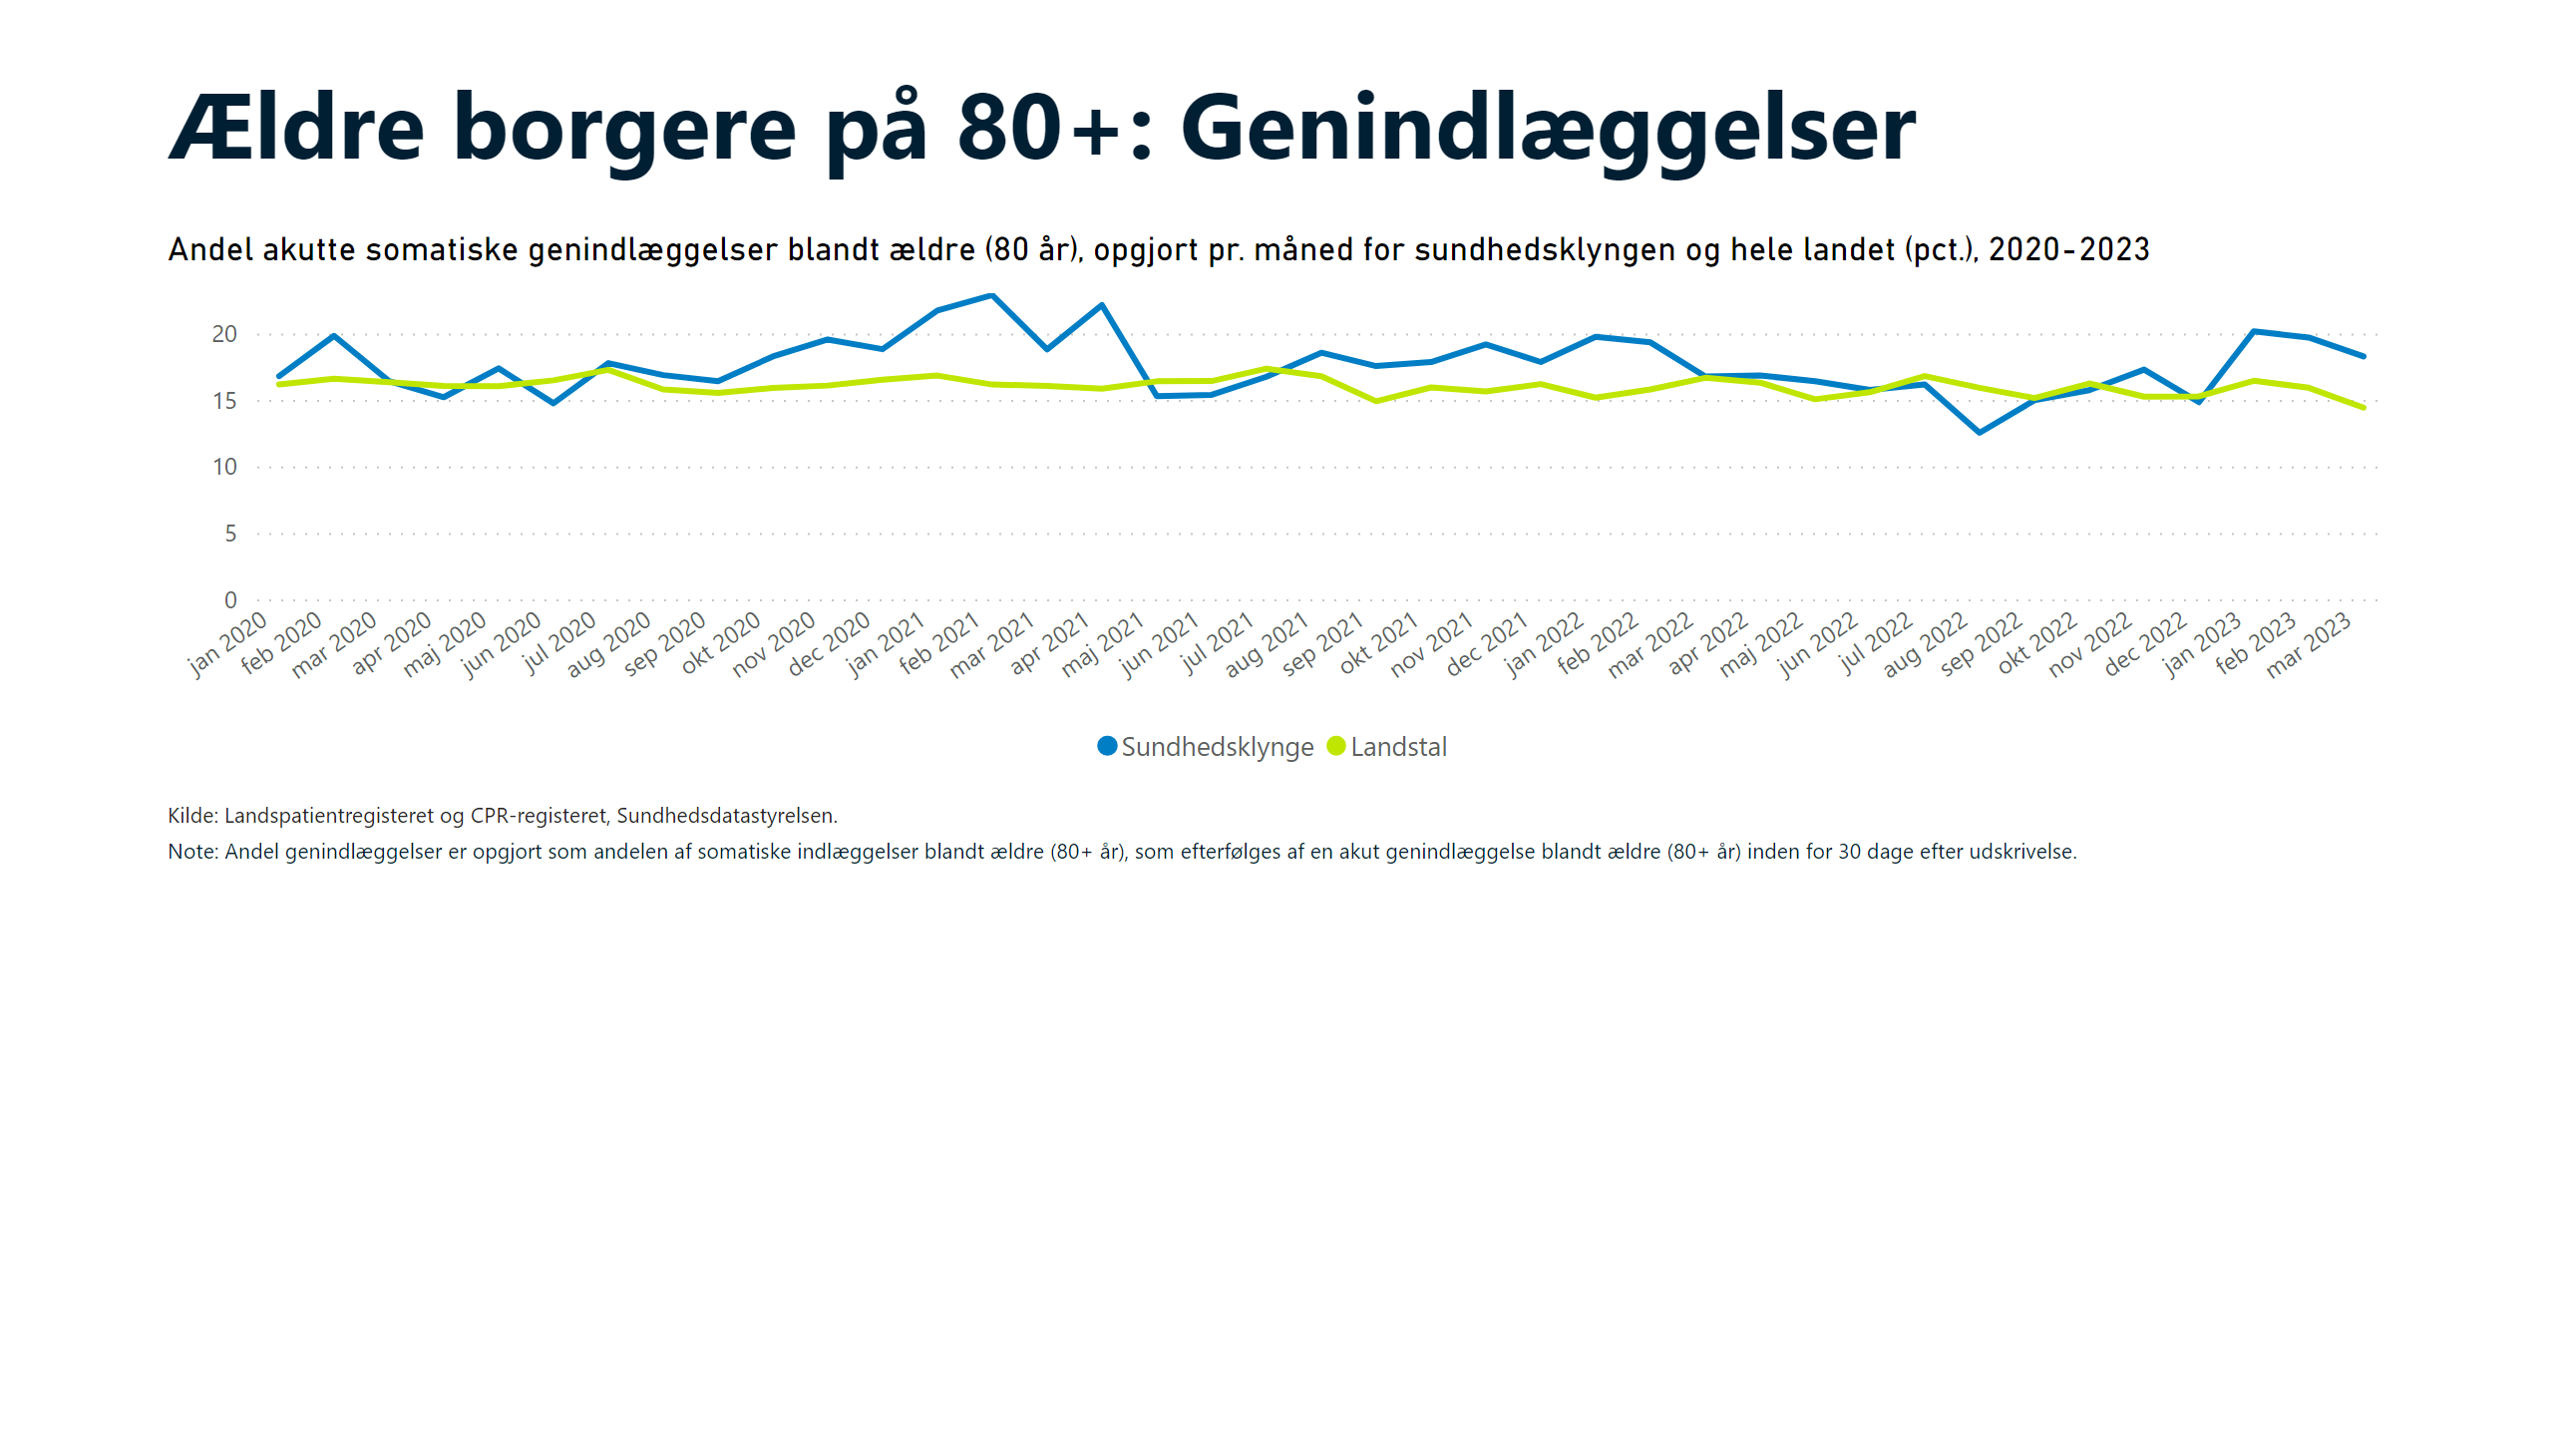 Ældre borgere på 80+: Genindlæggelser
Andel akutte somatiske genindlæggelser blandt ældre (80 år), opgjort pr. måned for sundhedsklyngen og hele landet (pct.), 2020-2023
20
15
10
5
0
jan 2020
feb 2020
mar 2020
apr 2020
maj 2020
jun 2020
jul 2020
aug 2020
sep 2020
okt 2020
nov 2020
dec 2020
jan 2021
feb 2021
mar 2021
apr 2021
maj 2021
jun 2021
jul 2021
aug 2021
sep 2021
okt 2021
nov 2021
dec 2021
jan 2022
feb 2022
mar 2022
apr 2022
maj 2022
jun 2022
jul 2022
aug 2022
sep 2022
okt 2022
nov 2022
dec 2022
jan 2023
feb 2023
mar 2023
Sundhedsklynge Landstal
Kilde: Landspatientregisteret og CPR-registeret, Sundhedsdatastyrelsen.
Note: Andel genindlæggelser er opgjort som andelen af somatiske indlæggelser blandt ældre (80+ år), som efterfølges af en akut genindlæggelse blandt ældre (80+ år) inden for 30 dage efter udskrivelse.